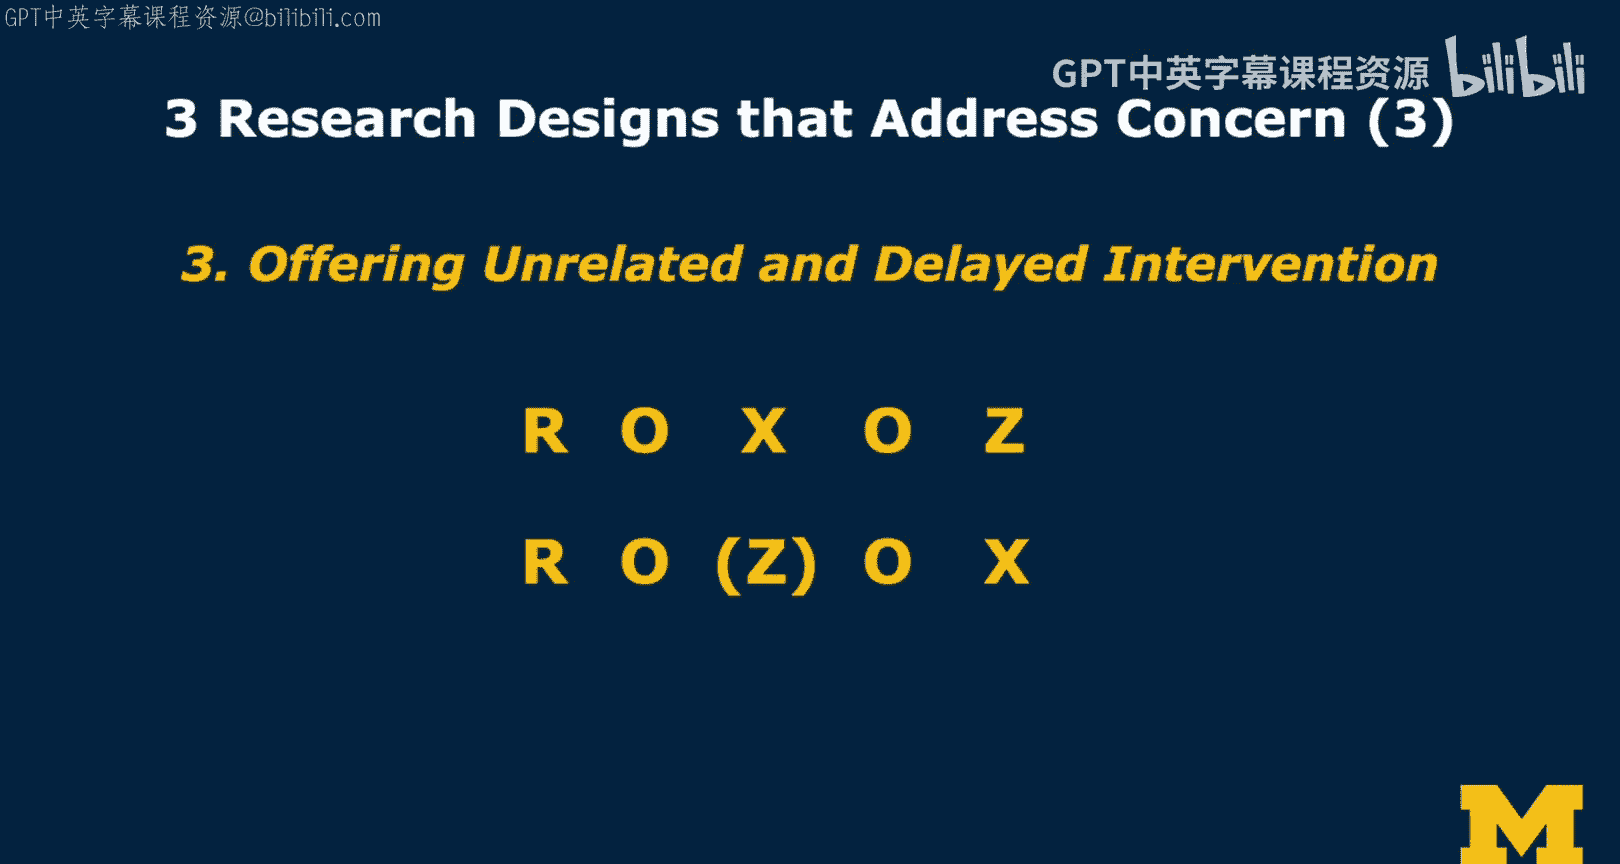 GPT中英字幕课程资源@bilibili.com
GPT中英字幕课程资源 bilibili
3 Research Designs that Address Concern (3)
3. Offering Unrelated and Delayed Intervention
R O X O Z
R O (Z) O X
M